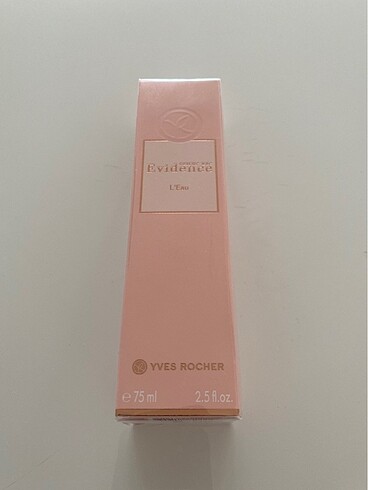 Evidence
L'Eau
YVES ROCHER
e 75 ml 2.5 fl.oz.